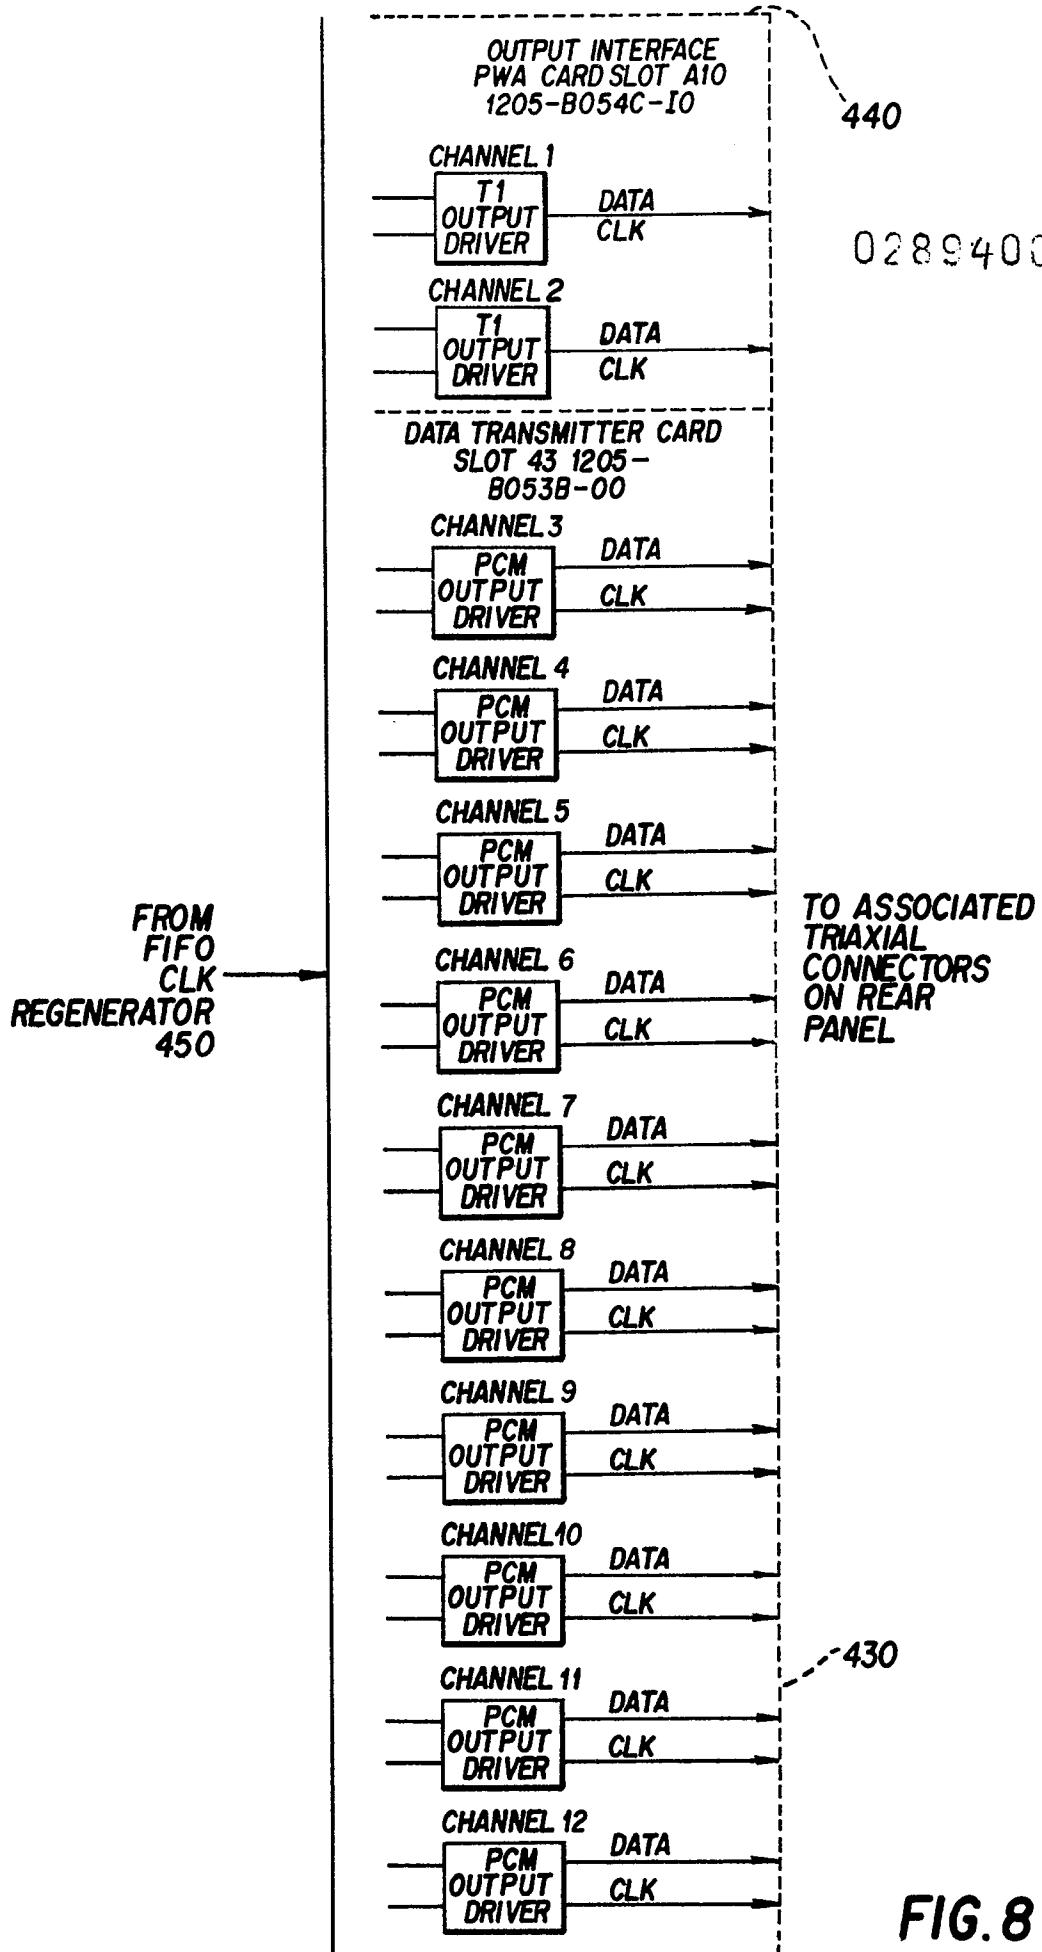 OUTPUT INTERFACE
PWA CARD SLOT A10
1205-B054C-I0
440
CHANNEL 1
T1
OUTPUT
DRIVER
DATA
CLK
028940
CHANNEL 2
T1
OUTPUT
DRIVER
DATA
CLK
DATA TRANSMITTER CARD
SLOT 43 1205-
B053B-00
CHANNEL 3
PCM
OUTPUT
DRIVER
DATA
CLK
CHANNEL 4
PCM
OUTPUT
DRIVER
DATA
CLK
CHANNEL 5
PCM
OUTPUT
DRIVER
DATA
CLK
FROM
FIFO
CLK
REGENERATOR
450
TO ASSOCIATED
TRIAXIAL
CONNECTORS
ON REAR
PANEL
CHANNEL 6
PCM
OUTPUT
DRIVER
DATA
CLK
CHANNEL 7
PCM
OUTPUT
DRIVER
DATA
CLK
CHANNEL 8
PCM
OUTPUT
DRIVER
DATA
CLK
CHANNEL 9
PCM
OUTPUT
DRIVER
DATA
CLK
CHANNEL 10
PCM
OUTPUT
DRIVER
DATA
CLK
430
CHANNEL 11
PCM
OUTPUT
DRIVER
DATA
CLK
CHANNEL 12
PCM
OUTPUT
DRIVER
DATA
CLK
FIG. 8